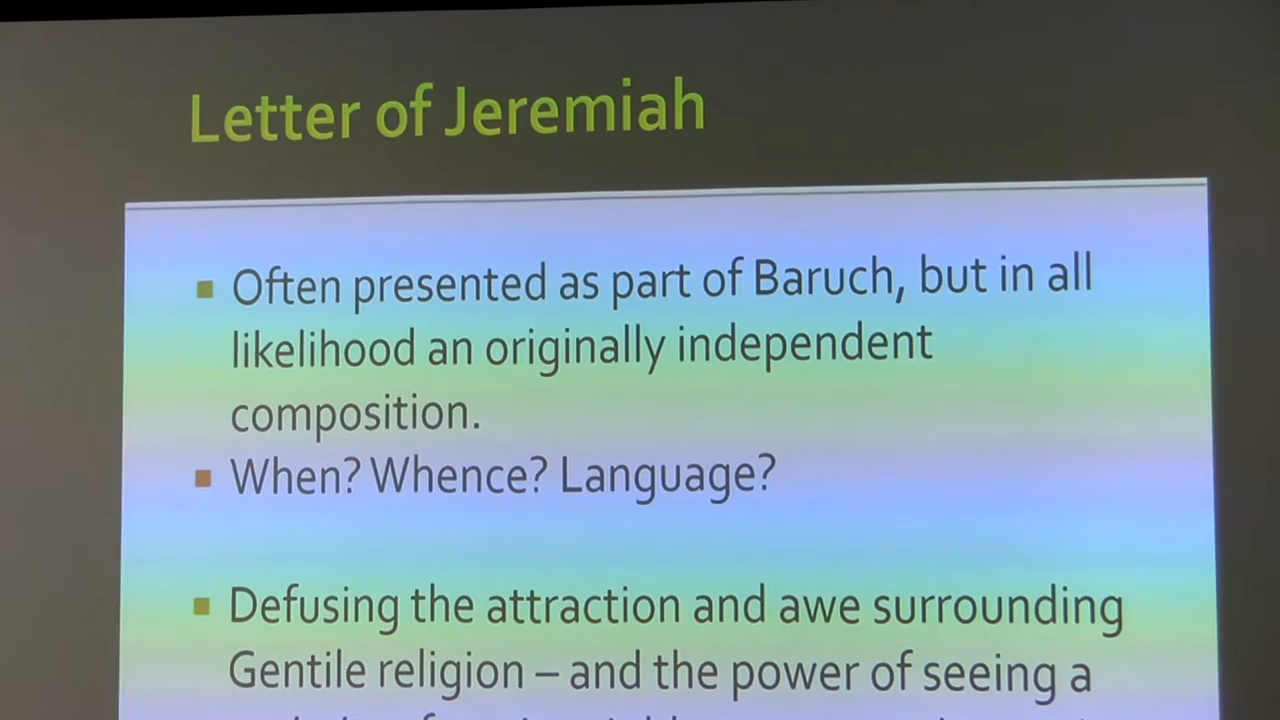 Letter of Jeremiah
Often presented as part of Baruch, but in all
likelihood an originally independent
composition.
When? Whence? Language?
Defusing the attraction and awe surrounding
Gentile religion – and the power of seeing a